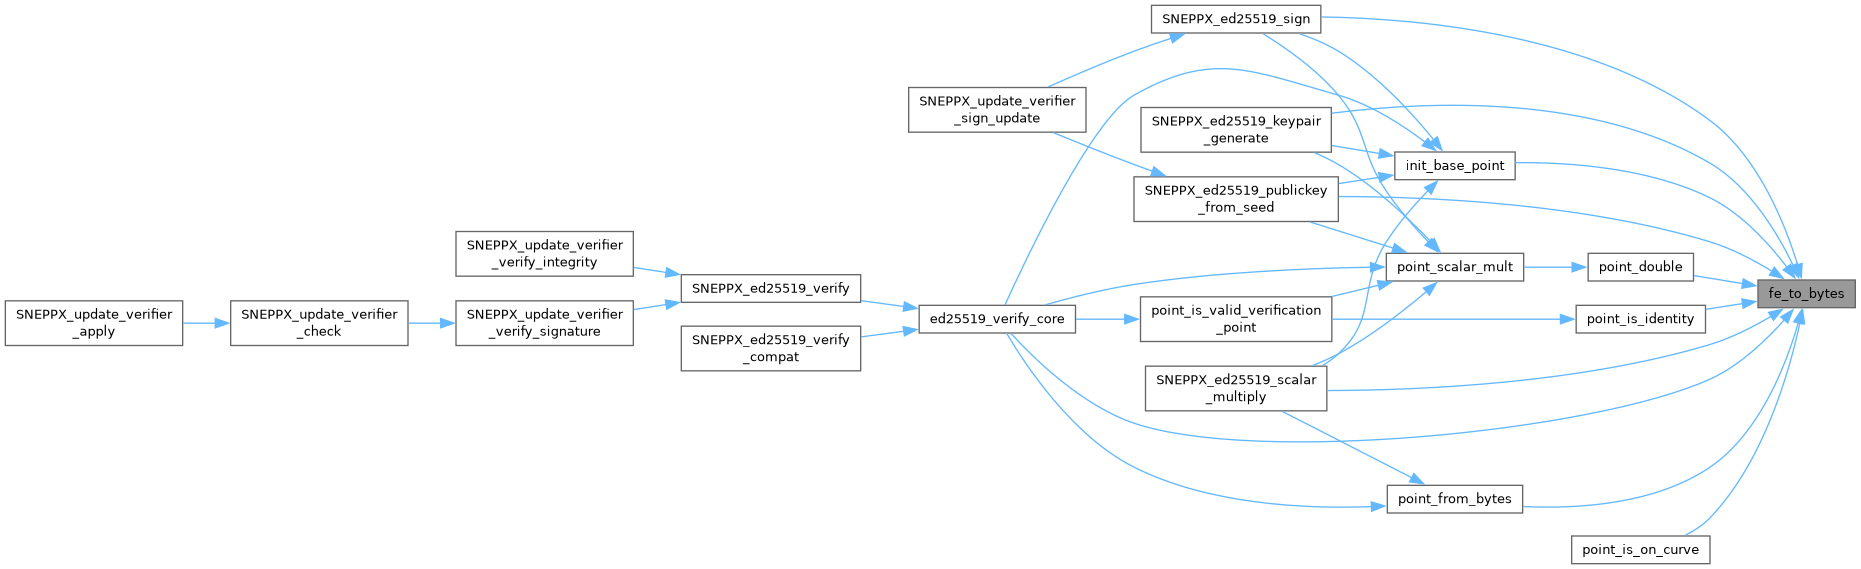 SNEPPX_ed25519_sign
SNEPPX_update_verifier
_sign_update
SNEPPX_ed25519_keypair
_generate
init_base_point
SNEPPX_ed25519_publickey
_from_seed
SNEPPX_update_verifier
_verify_integrity
point_scalar_mult
point_double
SNEPPX_ed25519_verify
fe_to_bytes
SNEPPX_update_verifier
_apply
SNEPPX_update_verifier
_check
SNEPPX_update_verifier
_verify_signature
ed25519_verify_core
point_is_valid_verification
_point
point_is_identity
SNEPPX_ed25519_verify
_compat
SNEPPX_ed25519_scalar
_multiply
point_from_bytes
point_is_on_curve